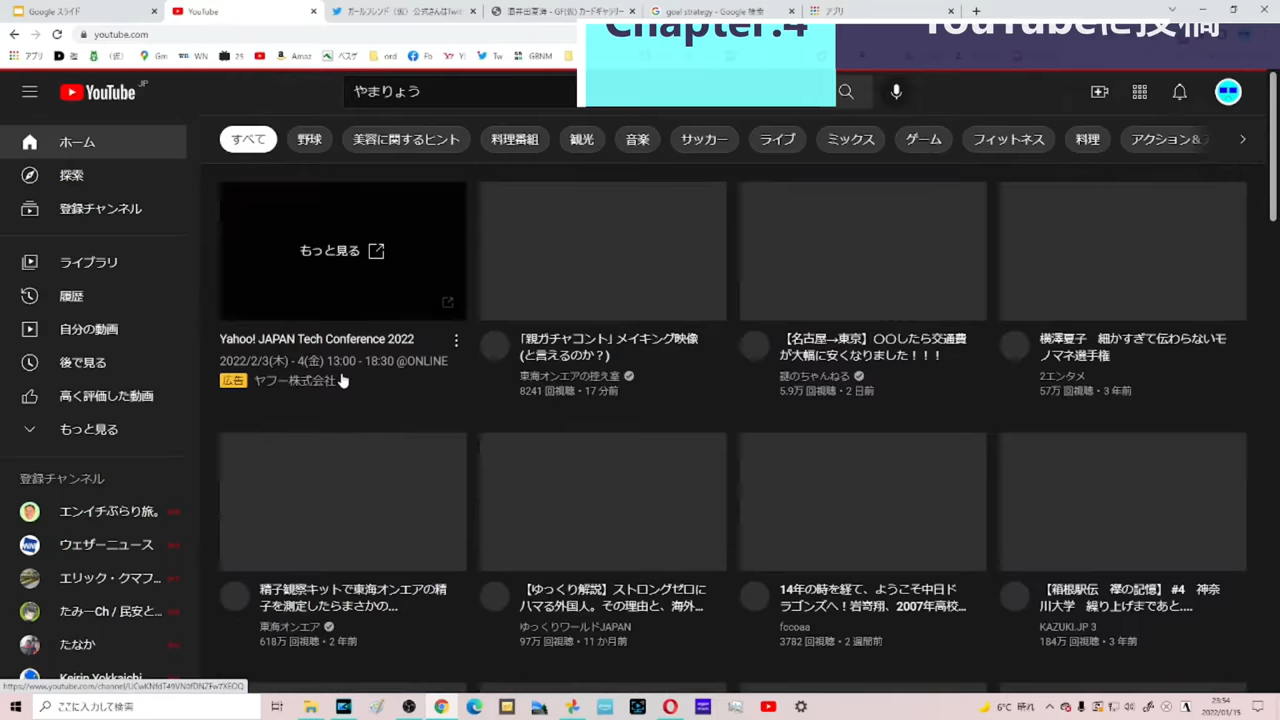 Google スライド
YouTube
ガールフレンド（仮）公式さんはTwitt
酒井出東海 - GF(仮) カードギャラリー
goal strategy - Google 検索
アプリ
youtube.com
Chapter.4
YouTubeに投稿
アプリ
D
(仮)
Gm
WN
25
Amaz
ベスゲ
ord
Fb
Y!
Tw
GBNM
YouTube JP
やまりょう
ホーム
探索
登録チャンネル
ライブラリ
履歴
自分の動画
後で見る
高く評価した動画
もっと見る
登録チャンネル
エンイチぶらり旅。
ウェザーニュース
エリック・クマフ...
たみーCh / 民安と...
たなか
Keirin Yokkaichi
すべて
野球
美容に関するヒント
料理番組
観光
音楽
サッカー
ライブ
ミックス
ゲーム
フィットネス
料理
アクション&
もっと見る
Yahoo! JAPAN Tech Conference 2022
2022/2/3(木) - 4(金) 13:00 - 18:30 @ONLINE
広告 ヤフー株式会社
「親ガチャコント」メイキング映像
(と言えるのか？)
東海オンエアの控え室
8241 回視聴・17 分前
【名古屋→東京】〇〇したら交通費
が大幅に安くなりました！！！
謎のちゃんねる
5.9万 回視聴・2 日前
横澤夏子　細かすぎて伝わらないモ
ノマネ選手権
2エンタメ
57万 回視聴・3 年前
精子観察キットで東海オンエアの精
子を測定したらまさかの...
東海オンエア
618万 回視聴・2 年前
【ゆっくり解説】ストロングゼロに
ハマる外国人。その理由と、海外...
ゆっくりワールドJAPAN
97万 回視聴・11 か月前
14年の時を経て、ようこそ中日ド
ラゴンズへ！岩嵜翔、2007年高校...
fccoaa
3782 回視聴・2 週間前
【箱根駅伝　襷の記憶】 #4　神奈
川大学　繰り上げまであと....
KAZUKI.JP 3
184万 回視聴・3 年前
ここに入力して検索
6°C 晴れ
A
23:54
2022/01/15